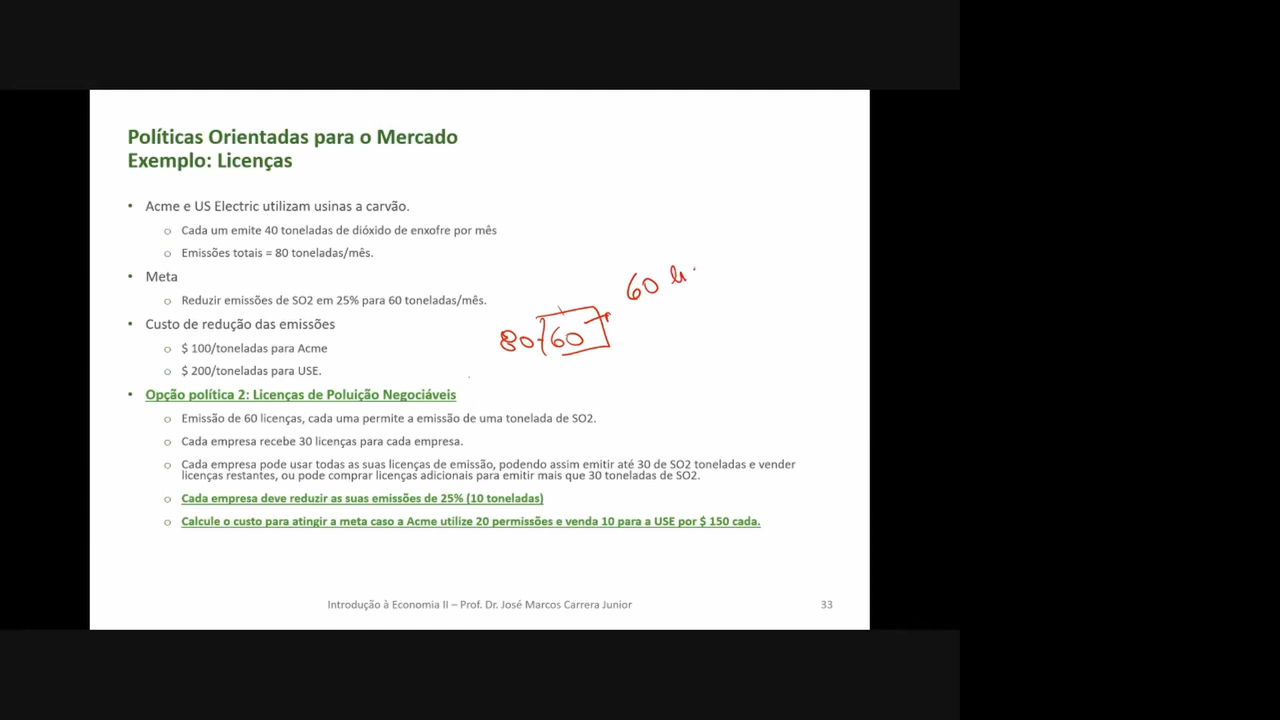 Políticas Orientadas para o Mercado
Exemplo: Licenças
• Acme e US Electric utilizam usinas a carvão.
o Cada um emite 40 toneladas de dióxido de enxofre por mês
o Emissões totais = 80 toneladas/mês.
• Meta
o Reduzir emissões de SO2 em 25% para 60 toneladas/mês.
• Custo de redução das emissões
o $ 100/toneladas para Acme
o $ 200/toneladas para USE.
60 li
80 60
• Opção política 2: Licenças de Poluição Negociáveis
o Emissão de 60 licenças, cada uma permite a emissão de uma tonelada de SO2.
o Cada empresa recebe 30 licenças para cada empresa.
o Cada empresa pode usar todas as suas licenças de emissão, podendo assim emitir até 30 de SO2 toneladas e vender
licenças restantes, ou pode comprar licenças adicionais para emitir mais que 30 toneladas de SO2.
o Cada empresa deve reduzir as suas emissões de 25% (10 toneladas)
o Calcule o custo para atingir a meta caso a Acme utilize 20 permissões e venda 10 para a USE por $ 150 cada.
Introdução à Economia II – Prof. Dr. José Marcos Carrera Junior
33